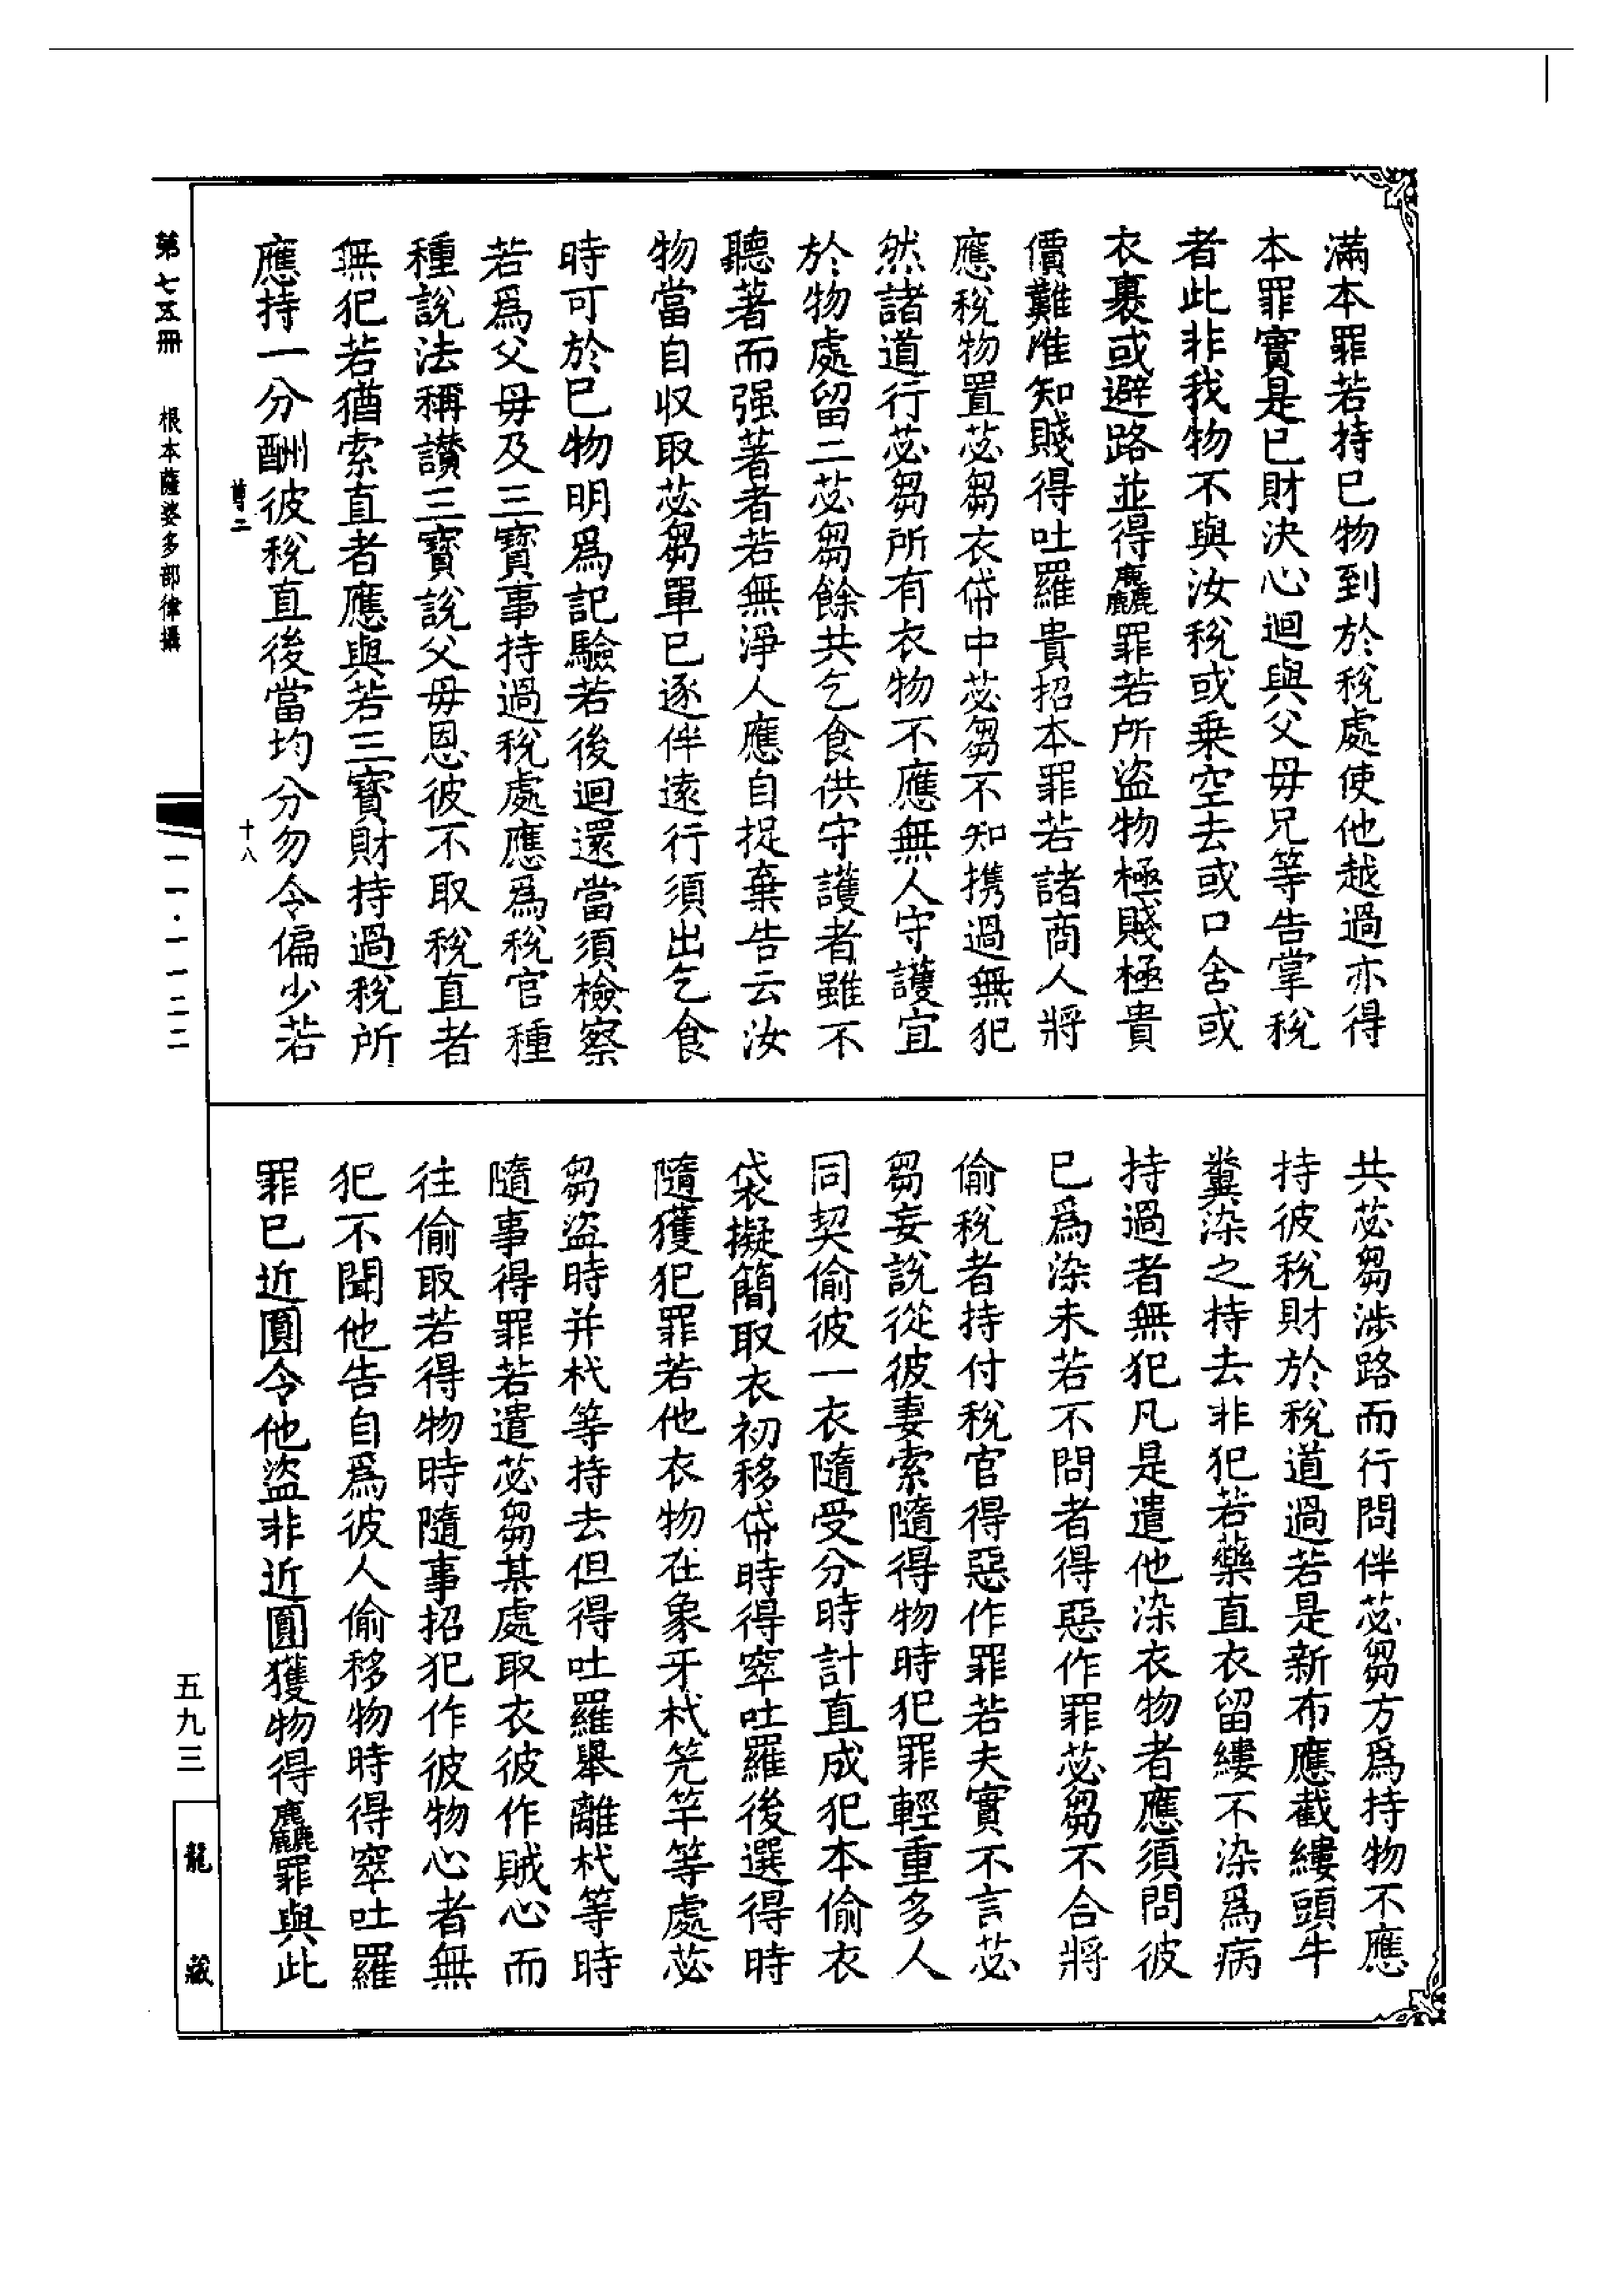 滿本罪若持已物到於稅處使他越過亦得
本罪實是已財決心迴與父母兄等告掌稅
者此非我物不與汝稅或乗空去或口含或
衣裹或避路並得麤罪若所盜物極賤極貴
價難准知賤得吐羅貴招本罪若諸商人將
應稅物置苾芻衣帒中苾芻不知携過無犯
然諸道行苾芻所有衣物不應無人守護宜
於物處留二苾芻餘共乞食供守護者雖不
聽著而强著者若無淨人應自捉棄告云汝
物當自収取苾芻單已逐伴遠行須出乞食
時可於已物明爲記驗若後迴還當須檢察
若爲父毋及三寳事持過稅處應爲稅官種
種說法稱讃三寳說父毋恩彼不取稅直者
無犯若猶索直者應與若三寳財持過稅所
應持一分酬彼稅直後當均分勿令偏少若
共苾芻涉路而行問伴苾芻方爲持物不應
持彼稅財於稅道過若是新布應截縷頭牛
糞染之持去非犯若藥直衣留縷不染爲病
持過者無犯凡是遣他染衣物者應須問彼
已爲染未若不問者得惡作罪苾芻不合將
偷稅者持付稅官得惡作罪若夫實不言苾
芻妄說從彼妻索隨得物時犯罪輕重多人
同契偷彼一衣隨受分時計直成犯本偷衣
袋擬簡取衣初移帒時得窣吐羅後選得時
隨獲犯罪若他衣物在象牙杙笐竿等處苾
芻盜時并杙等持去但得吐羅舉離杙等時
隨事得罪若遣苾芻某處取衣彼作賊心而
往偷取若得物時隨事招犯作彼物心者無
犯不聞他告自爲彼人偷移物時得窣吐羅
罪已近圓令他盜非近圓獲物得麤罪與此
第七五冊
根本薩婆多部律攝
尊二
十八
一一·一一二二
五九三
龍藏